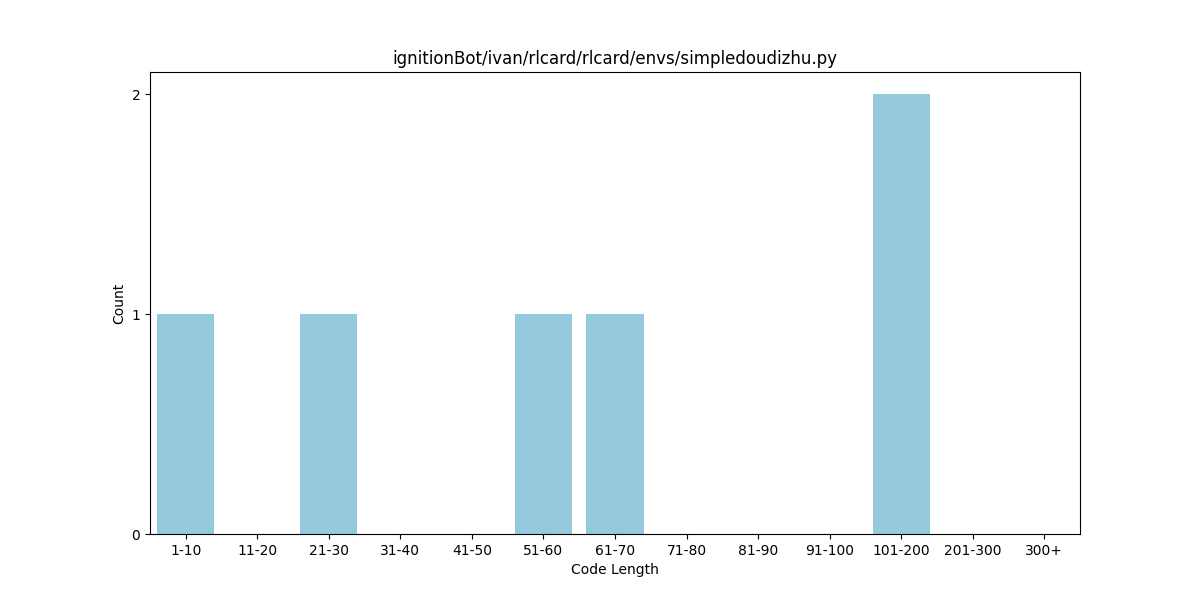 ignitionBot/ivan/rlcard/rlcard/envs/simpledoudizhu.py
2
1
0
Count
1-10 11-20 21-30 31-40 41-50 51-60 61-70 71-80 81-90 91-100 101-200 201-300 300+
Code Length